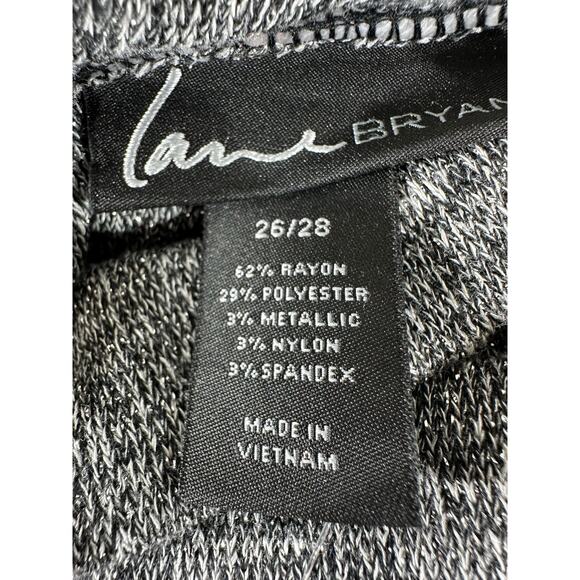 Lane BRYAN
26/28
62% RAYON
29% POLYESTER
3% METALLIC
3% NYLON
3% SPANDEX
MADE IN
VIETNAM